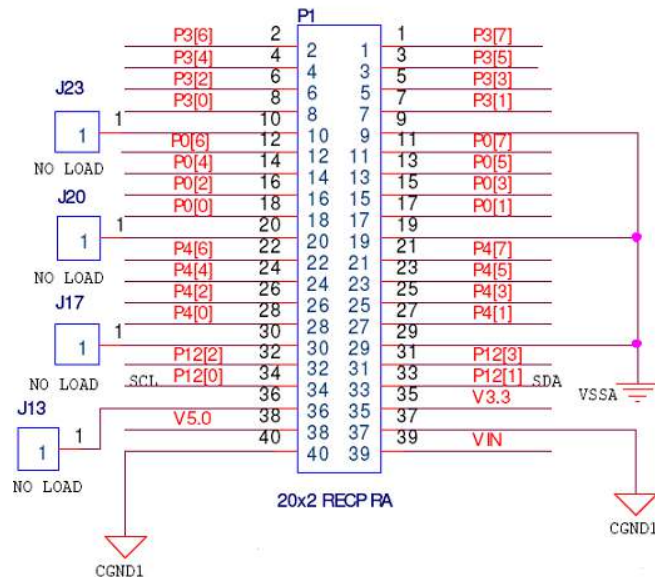 P1
P3[6] 2 2 1 1 P3[7]
P3[4] 4 4 3 3 P3[5]
P3[2] 6 6 5 5 P3[3]
P3[0] 8 8 7 7 P3[1]
J23 1 1 NO LOAD
10 10 9 9
P0[6] 12 12 11 11 P0[7]
P0[4] 14 14 13 13 P0[5]
P0[2] 16 16 15 15 P0[3]
P0[0] 18 18 17 17 P0[1]
J20 1 1 NO LOAD
20 20 19 19
P4[6] 22 22 21 21 P4[7]
P4[4] 24 24 23 23 P4[5]
P4[2] 26 26 25 25 P4[3]
P4[0] 28 28 27 27 P4[1]
J17 1 1 NO LOAD
30 30 29 29
P12[2] 32 32 31 31 P12[3]
SCL P12[0] 34 34 33 33 P12[1] SDA
VSSA
36 36 35 35 V3.3
J13 1 1 NO LOAD
V5.0 38 38 37 37
40 40 39 39 VIN
20x2 RECP RA
CGND1
CGND1